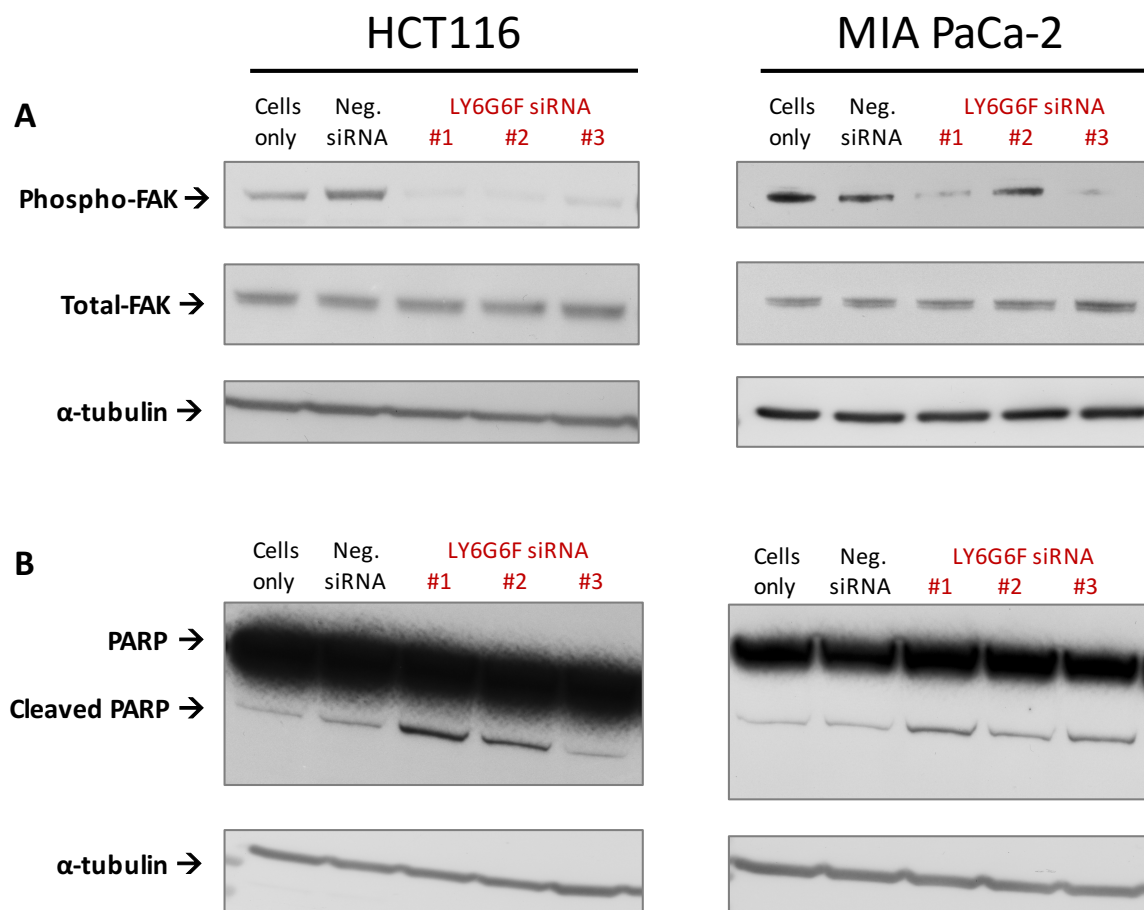 HCT116 MIA PaCa-2
A
Cells Neg. LY6G6F siRNA Cells Neg. LY6G6F siRNA
only siRNA #1 #2 #3 only siRNA #1 #2 #3
Phospho-FAK →
Total-FAK →
α-tubulin →
B
Cells Neg. LY6G6F siRNA Cells Neg. LY6G6F siRNA
only siRNA #1 #2 #3 only siRNA #1 #2 #3
PARP →
Cleaved PARP →
α-tubulin →